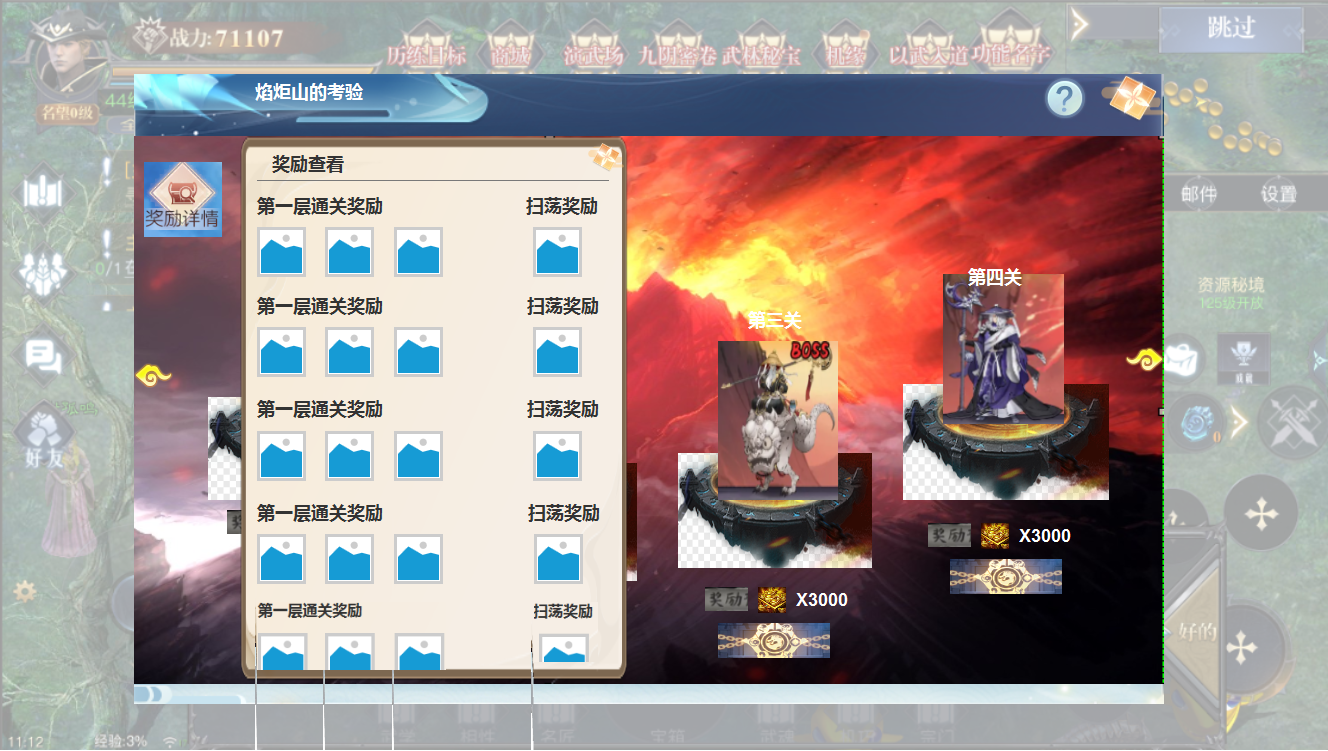 战力:71107
跳过
历练目标 商城 演武场 九阴密卷 武林秘宝 机缘 以武入道 功能名字
名望0级
焰炬山的考验
?
奖励详情
奖励查看
第一层通关奖励 扫荡奖励
第一层通关奖励 扫荡奖励
第一层通关奖励 扫荡奖励
第一层通关奖励 扫荡奖励
第一层通关奖励 扫荡奖励
第三关
BOSS
奖励
X3000
第四关
奖励
X3000
邮件 设置
资源秘境
125级开放
0/1
好友
0
好的
11:12
经验:3%